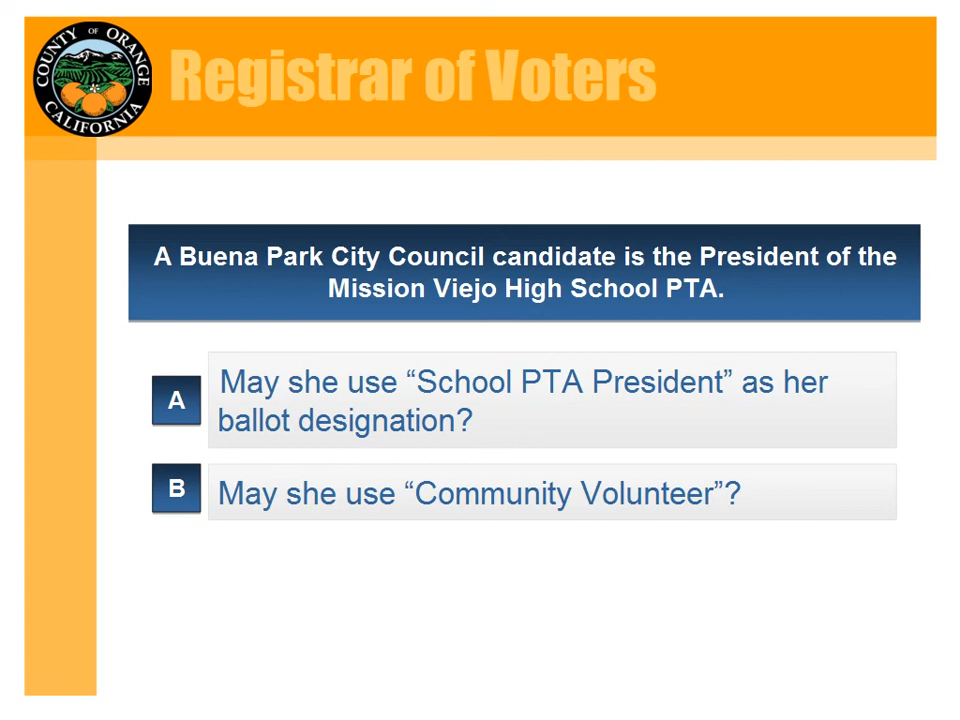 COUNTY OF ORANGE
CALIFORNIA
Registrar of Voters
A Buena Park City Council candidate is the President of the
Mission Viejo High School PTA.
A
May she use “School PTA President” as her
ballot designation?
B
May she use “Community Volunteer”?